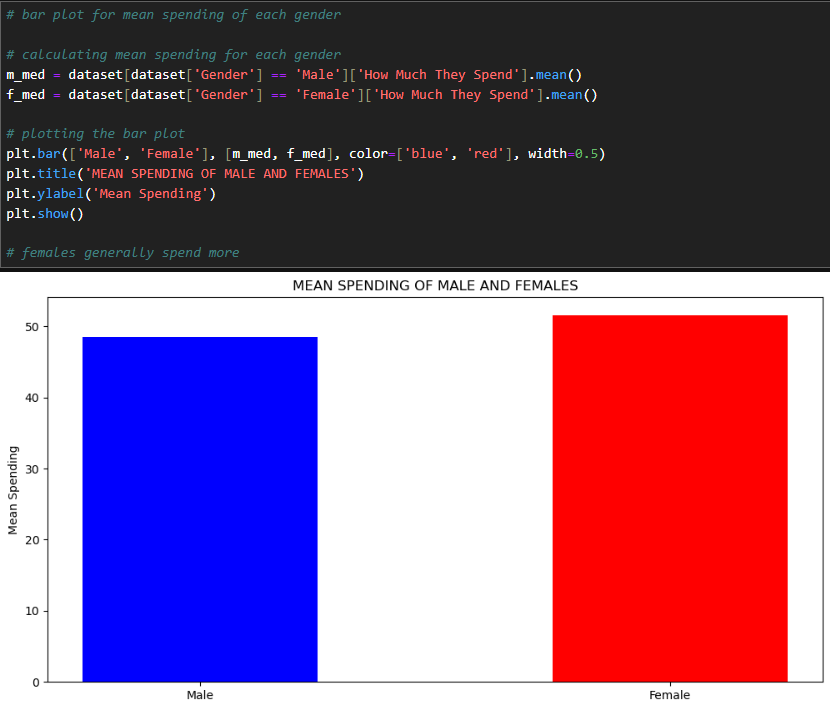 # bar plot for mean spending of each gender
# calculating mean spending for each gender
m_med = dataset[dataset['Gender'] == 'Male']['How Much They Spend'].mean()
f_med = dataset[dataset['Gender'] == 'Female']['How Much They Spend'].mean()
# plotting the bar plot
plt.bar(['Male', 'Female'], [m_med, f_med], color=['blue', 'red'], width=0.5)
plt.title('MEAN SPENDING OF MALE AND FEMALES')
plt.ylabel('Mean Spending')
plt.show()
# females generally spend more
MEAN SPENDING OF MALE AND FEMALES
Mean Spending
50
40
30
20
10
0
Male Female